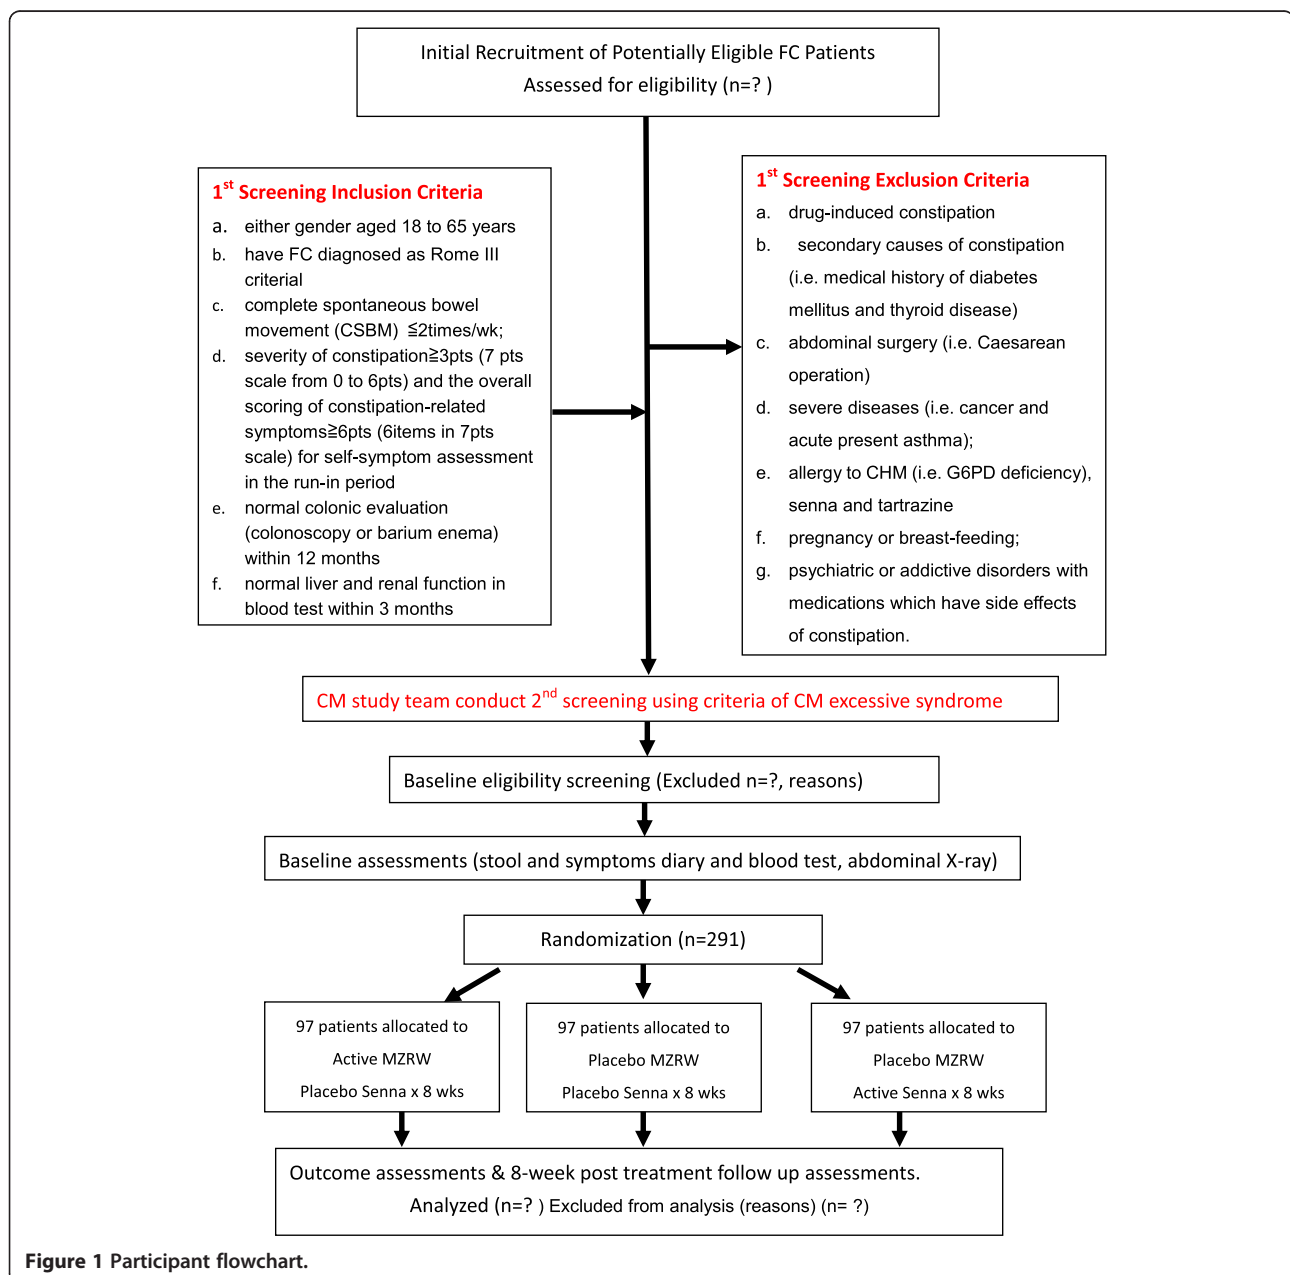 Initial Recruitment of Potentially Eligible FC Patients
Assessed for eligibility (n=? )
1st Screening Inclusion Criteria
a. either gender aged 18 to 65 years
b. have FC diagnosed as Rome III
criterial
c. complete spontaneous bowel
movement (CSBM) ≦2times/wk;
d. severity of constipation≧3pts (7 pts
scale from 0 to 6pts) and the overall
scoring of constipation-related
symptoms≧6pts (6items in 7pts
scale) for self-symptom assessment
in the run-in period
e. normal colonic evaluation
(colonoscopy or barium enema)
within 12 months
f. normal liver and renal function in
blood test within 3 months
1st Screening Exclusion Criteria
a. drug-induced constipation
b. secondary causes of constipation
(i.e. medical history of diabetes
mellitus and thyroid disease)
c. abdominal surgery (i.e. Caesarean
operation)
d. severe diseases (i.e. cancer and
acute present asthma);
e. allergy to CHM (i.e. G6PD deficiency),
senna and tartrazine
f. pregnancy or breast-feeding;
g. psychiatric or addictive disorders with
medications which have side effects
of constipation.
CM study team conduct 2nd screening using criteria of CM excessive syndrome
Baseline eligibility screening (Excluded n=?, reasons)
Baseline assessments (stool and symptoms diary and blood test, abdominal X-ray)
Randomization (n=291)
97 patients allocated to
Active MZRW
Placebo Senna x 8 wks
97 patients allocated to
Placebo MZRW
Placebo Senna x 8 wks
97 patients allocated to
Placebo MZRW
Active Senna x 8 wks
Outcome assessments & 8-week post treatment follow up assessments.
Analyzed (n=? ) Excluded from analysis (reasons) (n= ?)
Figure 1 Participant flowchart.